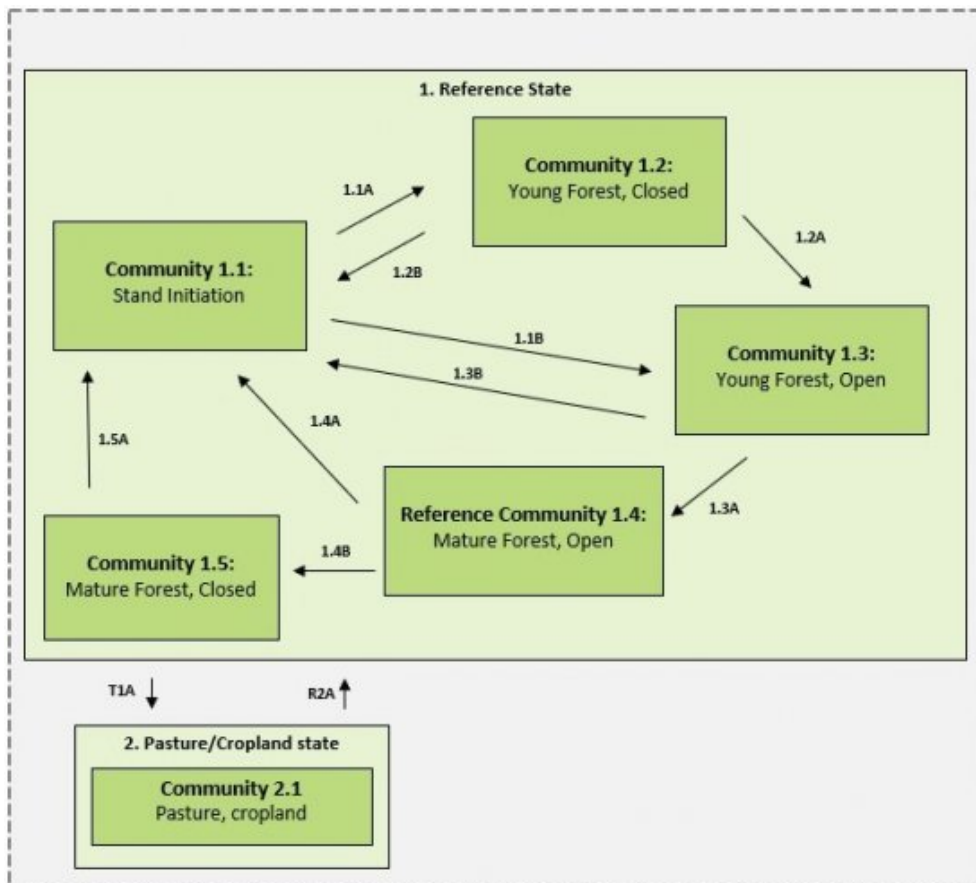 1. Reference State
Community 1.2:
Young Forest, Closed
1.1A
1.2A
1.2B
Community 1.1:
Stand Initiation
1.1B
Community 1.3:
Young Forest, Open
1.3B
1.4A
1.5A
1.3A
Reference Community 1.4:
Mature Forest, Open
1.4B
Community 1.5:
Mature Forest, Closed
T1A
R2A
2. Pasture/Cropland state
Community 2.1
Pasture, cropland